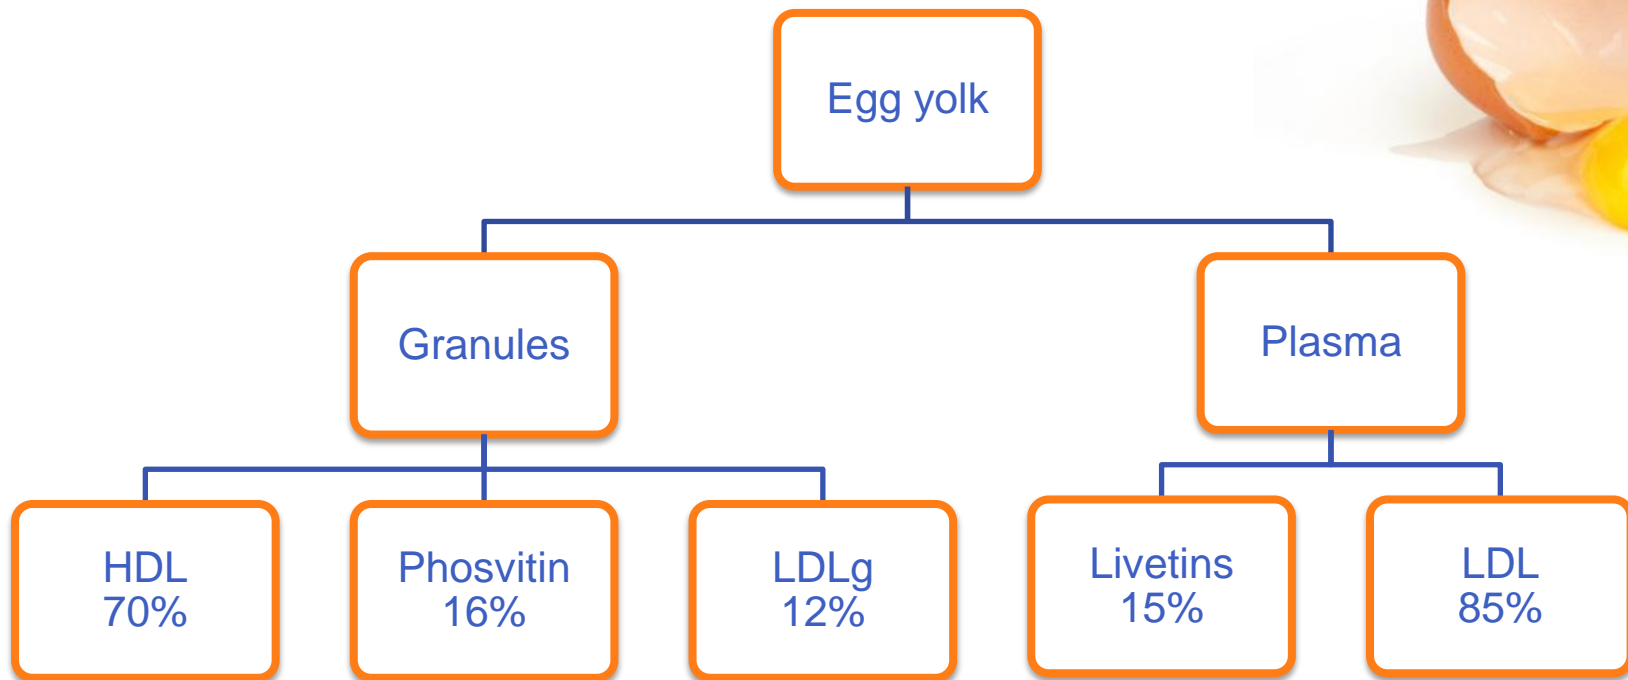 Egg yolk
Granules
Plasma
HDL
70%
Phosvitin
16%
LDLg
12%
Livetins
15%
LDL
85%